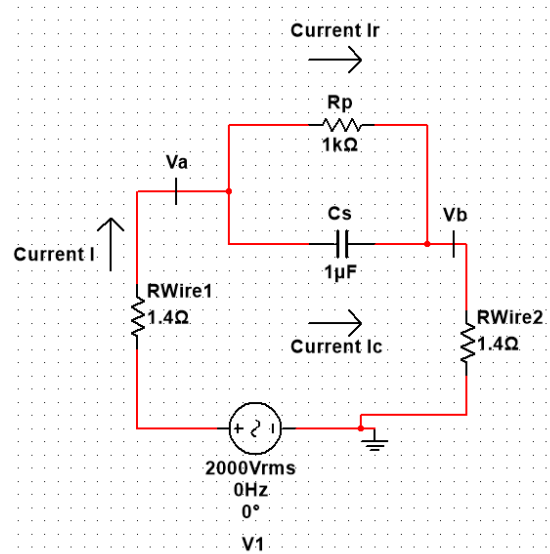 Current Ir
Rp
1kΩ
Va
Cs
1µF
Vb
Current I
RWire1
1.4Ω
RWire2
1.4Ω
Current Ic
2000Vrms
0Hz
0°
V1